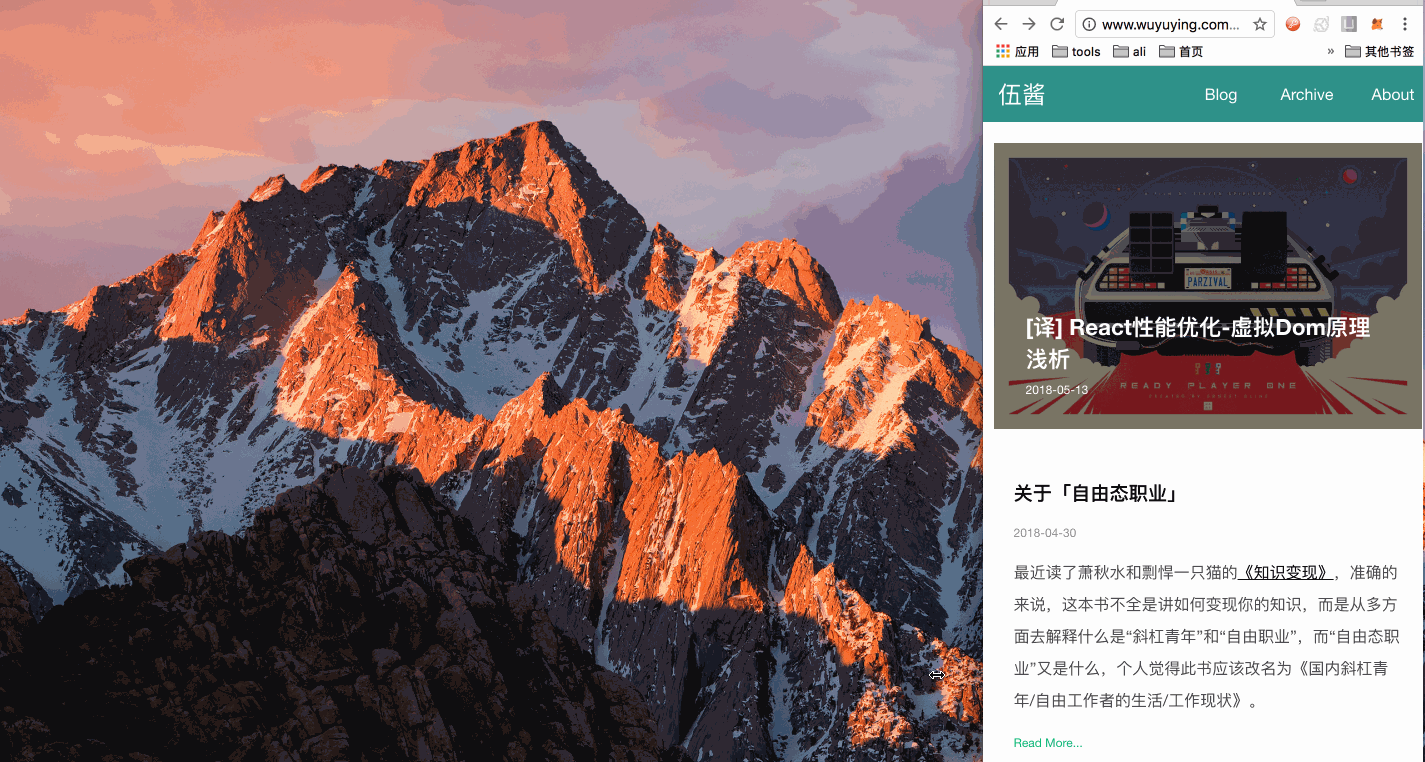 www.wuyuying.com...
应用 tools ali 首页 » 其他书签
伍酱 Blog Archive About
PARZIVAL
[译] React性能优化-虚拟Dom原理
浅析
2018-05-13
READY PLAYER ONE
关于「自由态职业」
2018-04-30
最近读了萧秋水和剽悍一只猫的《知识变现》，准确的
来说，这本书不全是讲如何变现你的知识，而是从多方
面去解释什么是“斜杠青年”和“自由职业”，而“自由态职
业”又是什么，个人觉得此书应该改名为《国内斜杠青
年/自由工作者的生活/工作现状》。
Read More...